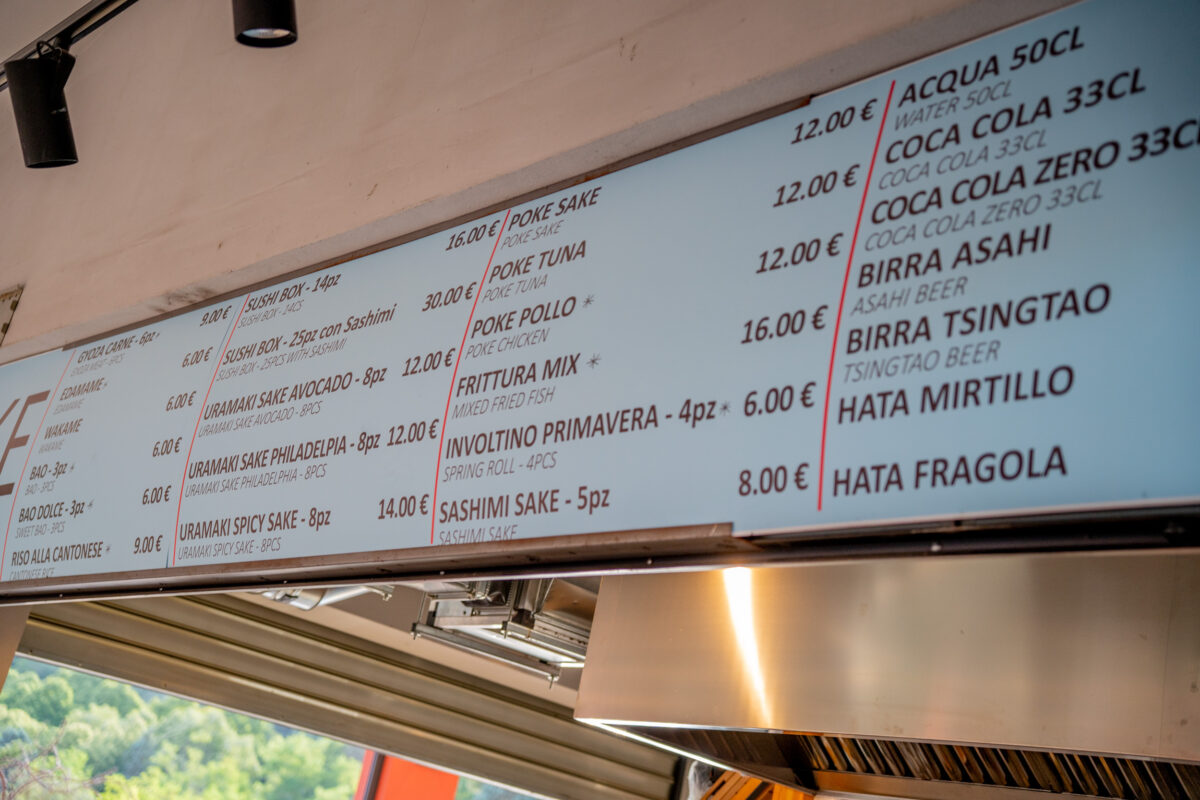 KE
GYOZA CARNE - 6pz * 9.00 €
GYOZA MEAT - 6PCS
EDAMAME * 6.00 €
EDAMAME
WAKAME 6.00 €
WAKAME
BAO - 3pz * 6.00 €
BAO - 3PCS
BAO DOLCE - 3pz * 6.00 €
SWEET BAO - 3PCS
RISO ALLA CANTONESE * 9.00 €
CANTONESE RICE
SUSHI BOX - 14pz 16.00 €
SUSHI BOX - 14CS
SUSHI BOX - 25pz con Sashimi 30.00 €
SUSHI BOX - 25PCS WITH SASHIMI
URAMAKI SAKE AVOCADO - 8pz 12.00 €
URAMAKI SAKE AVOCADO - 8PCS
URAMAKI SAKE PHILADELPIA - 8pz 12.00 €
URAMAKI SAKE PHILADELPHIA - 8PCS
URAMAKI SPICY SAKE - 8pz 14.00 €
URAMAKI SPICY SAKE - 8PCS
POKE SAKE 12.00 €
POKE SAKE
POKE TUNA 12.00 €
POKE TUNA
POKE POLLO * 12.00 €
POKE CHICKEN
FRITTURA MIX * 16.00 €
MIXED FRIED FISH
INVOLTINO PRIMAVERA - 4pz * 6.00 €
SPRING ROLL - 4PCS
SASHIMI SAKE - 5pz 8.00 €
SASHIMI SAKE
ACQUA 50CL
WATER 50CL
COCA COLA 33CL
COCA COLA 33CL
COCA COLA ZERO 33CL
COCA COLA ZERO 33CL
BIRRA ASAHI
ASAHI BEER
BIRRA TSINGTAO
TSINGTAO BEER
HATA MIRTILLO
HATA FRAGOLA